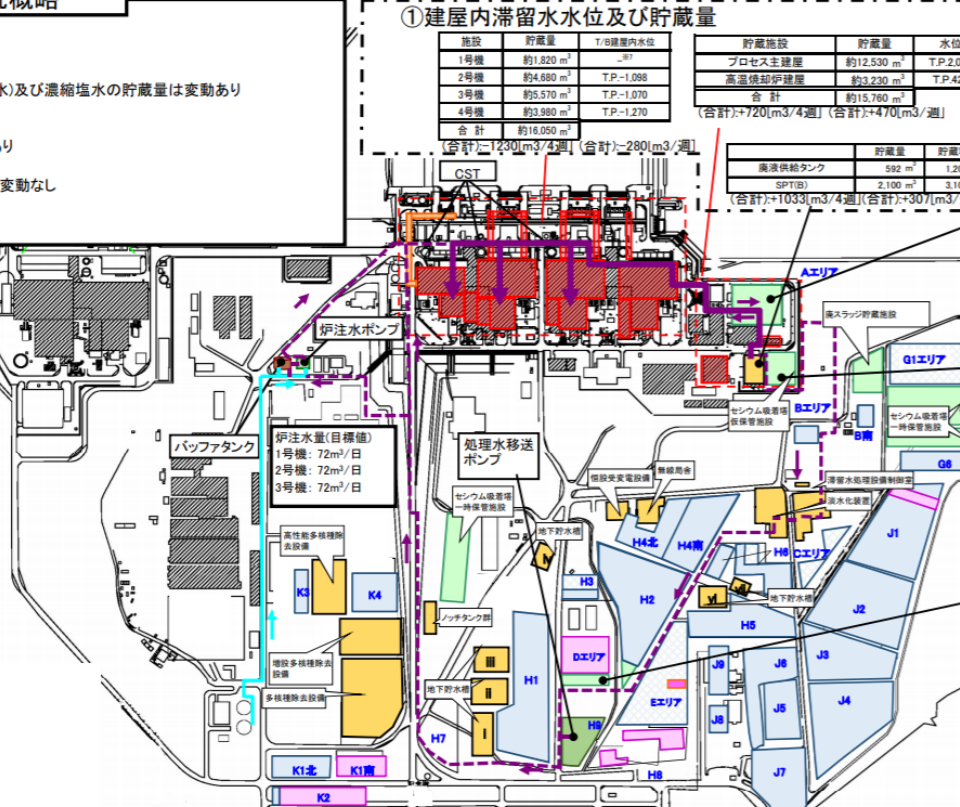 水)及び濃縮塩水の貯蔵量は変動あり
変動なし
①建屋内滞留水水位及び貯蔵量
施設 貯蔵量 T/B建屋内水位
1号機 約1,820 m³ -※7
2号機 約4,680 m³ T.P.-1,098
3号機 約5,570 m³ T.P.-1,070
4号機 約3,980 m³ T.P.-1,270
合 計 約16,050 m³
(合計):-1230[m3/4週] (合計):-280[m3/週]
貯蔵施設 貯蔵量 水位
プロセス主建屋 約12,530 m³ T.P.2,0
高温焼却炉建屋 約3,230 m³ T.P.42
合 計 約15,760 m³
(合計):+720[m3/4週] (合計):+470[m3/週]
貯蔵量
廃液供給タンク 592 m³ 1,20
SPT(B) 2,100 m³ 3,10
(合計):+1033[m3/4週](合計):+307[m3/
CST
Aエリア
廃スラッジ貯蔵施設
炉注水ポンプ
G1エリア
バッファタンク
炉注水量(目標値)
1号機: 72m³/日
2号機: 72m³/日
3号機: 72m³/日
処理水移送
ポンプ
セシウム吸着塔
仮保管施設
Bエリア
B南
セシウム吸着塔
一時保管施設
G6
恒設受変電設備
無線局舎
滞留水処理設備制御室
淡水化装置
セシウム吸着塔
一時保管施設
地下貯水槽
高性能多核種除
去設備
K3
K4
H4北
H4南
H6
Cエリア
J1
H3
H2
地下貯水槽
vi
ノッチタンク群
H5
J2
増設多核種除去
設備
多核種除去設備
iii
ii
i
地下貯水槽
H1
Dエリア
Eエリア
J9
J6
J3
J8
J5
J4
H7
H9
H8
J7
K1北
K1南
K2